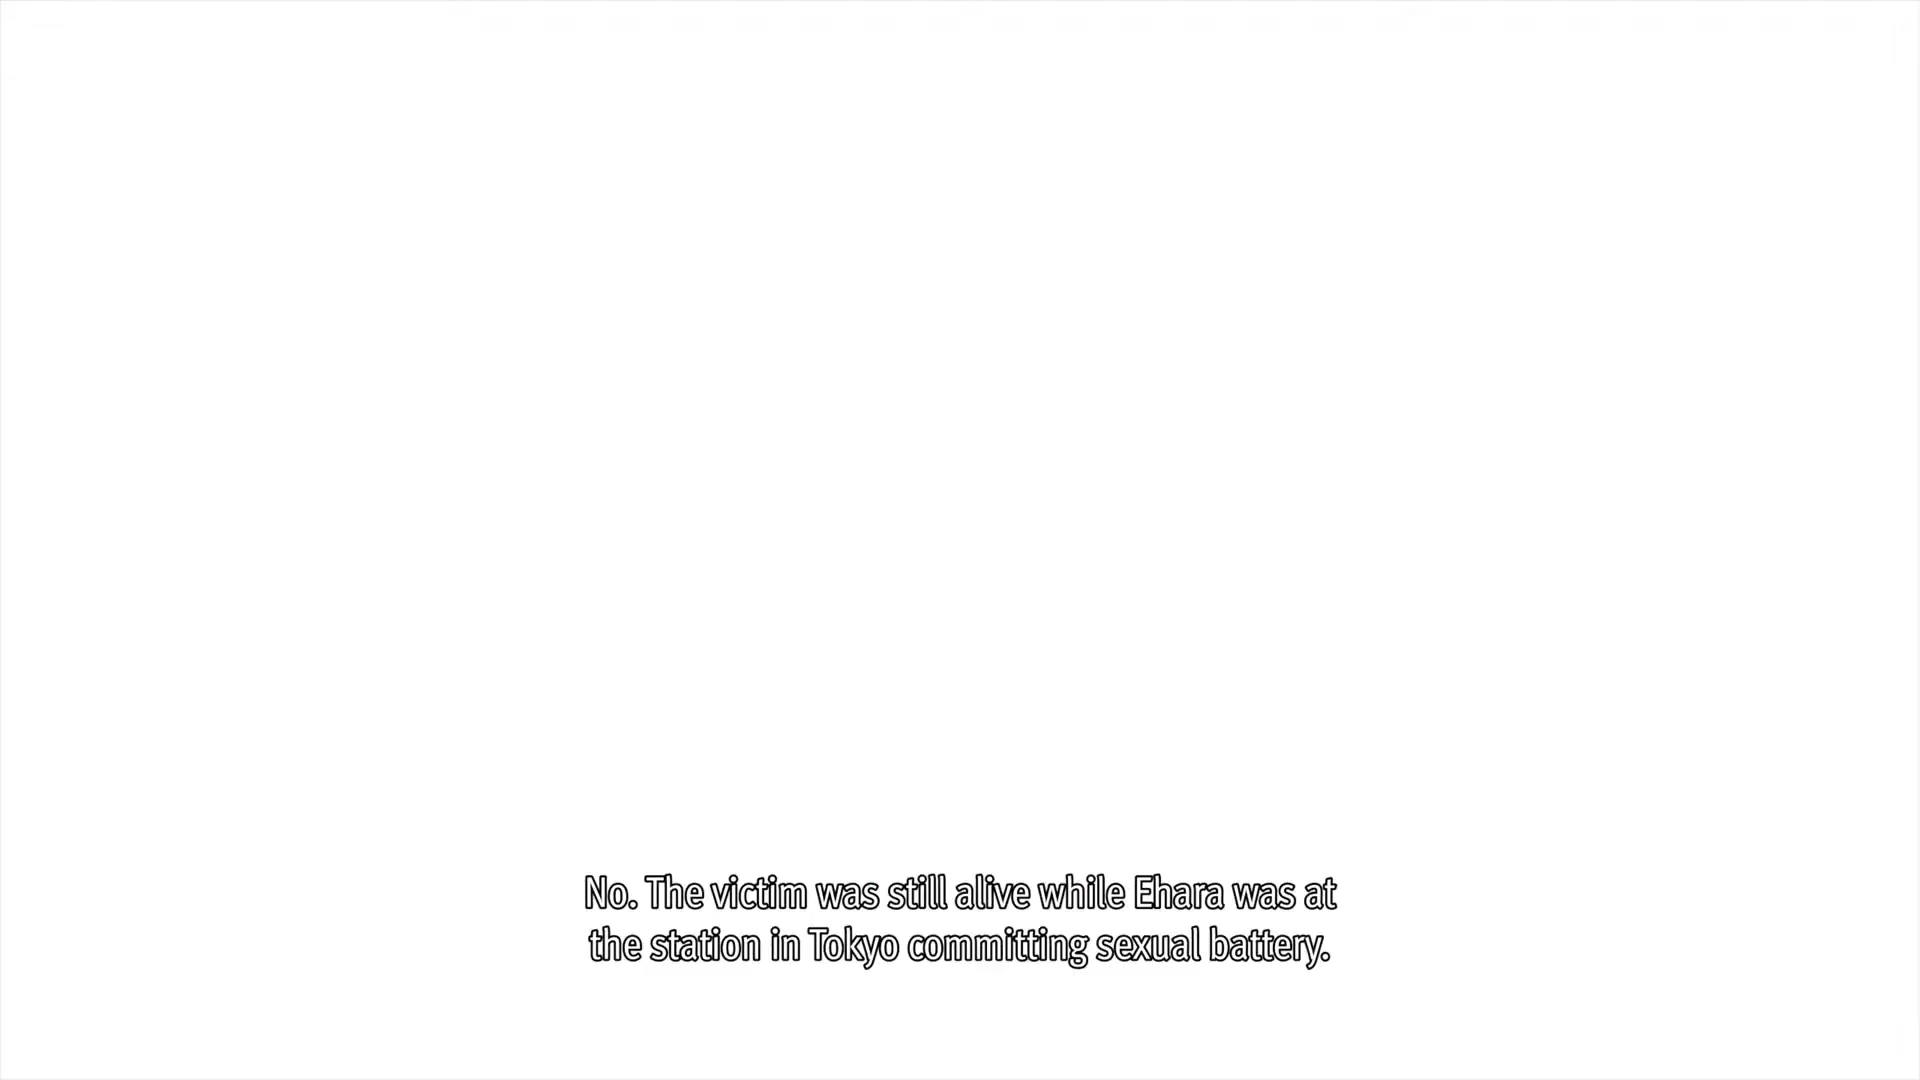 No. The victim was still alive while Ehara was at
the station in Tokyo committing sexual battery.